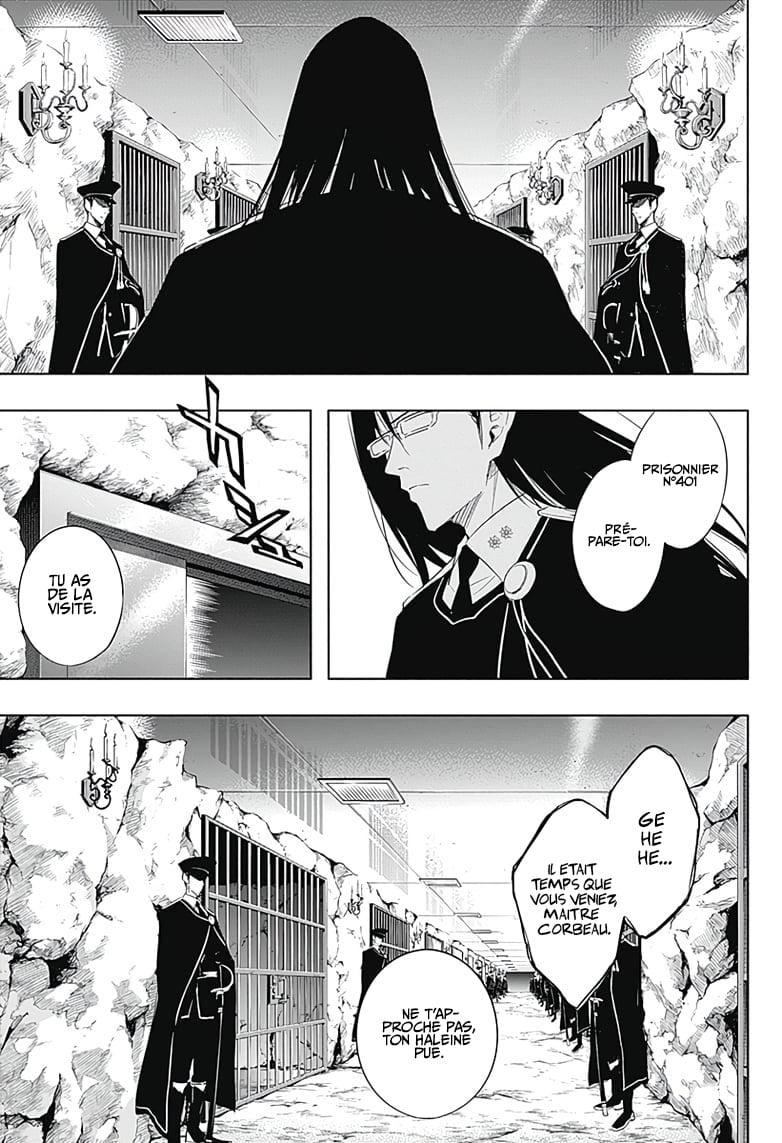 PRISONNIER
N°401
PRÉ-
PARE-TOI.
TU AS
DE LA
VISITE.
GE
HE
HE...
IL ETAIT
TEMPS QUE
VOUS VENIEZ,
MAITRE
CORBEAU.
NE T'AP-
PROCHE PAS,
TON HALEINE
PUE.